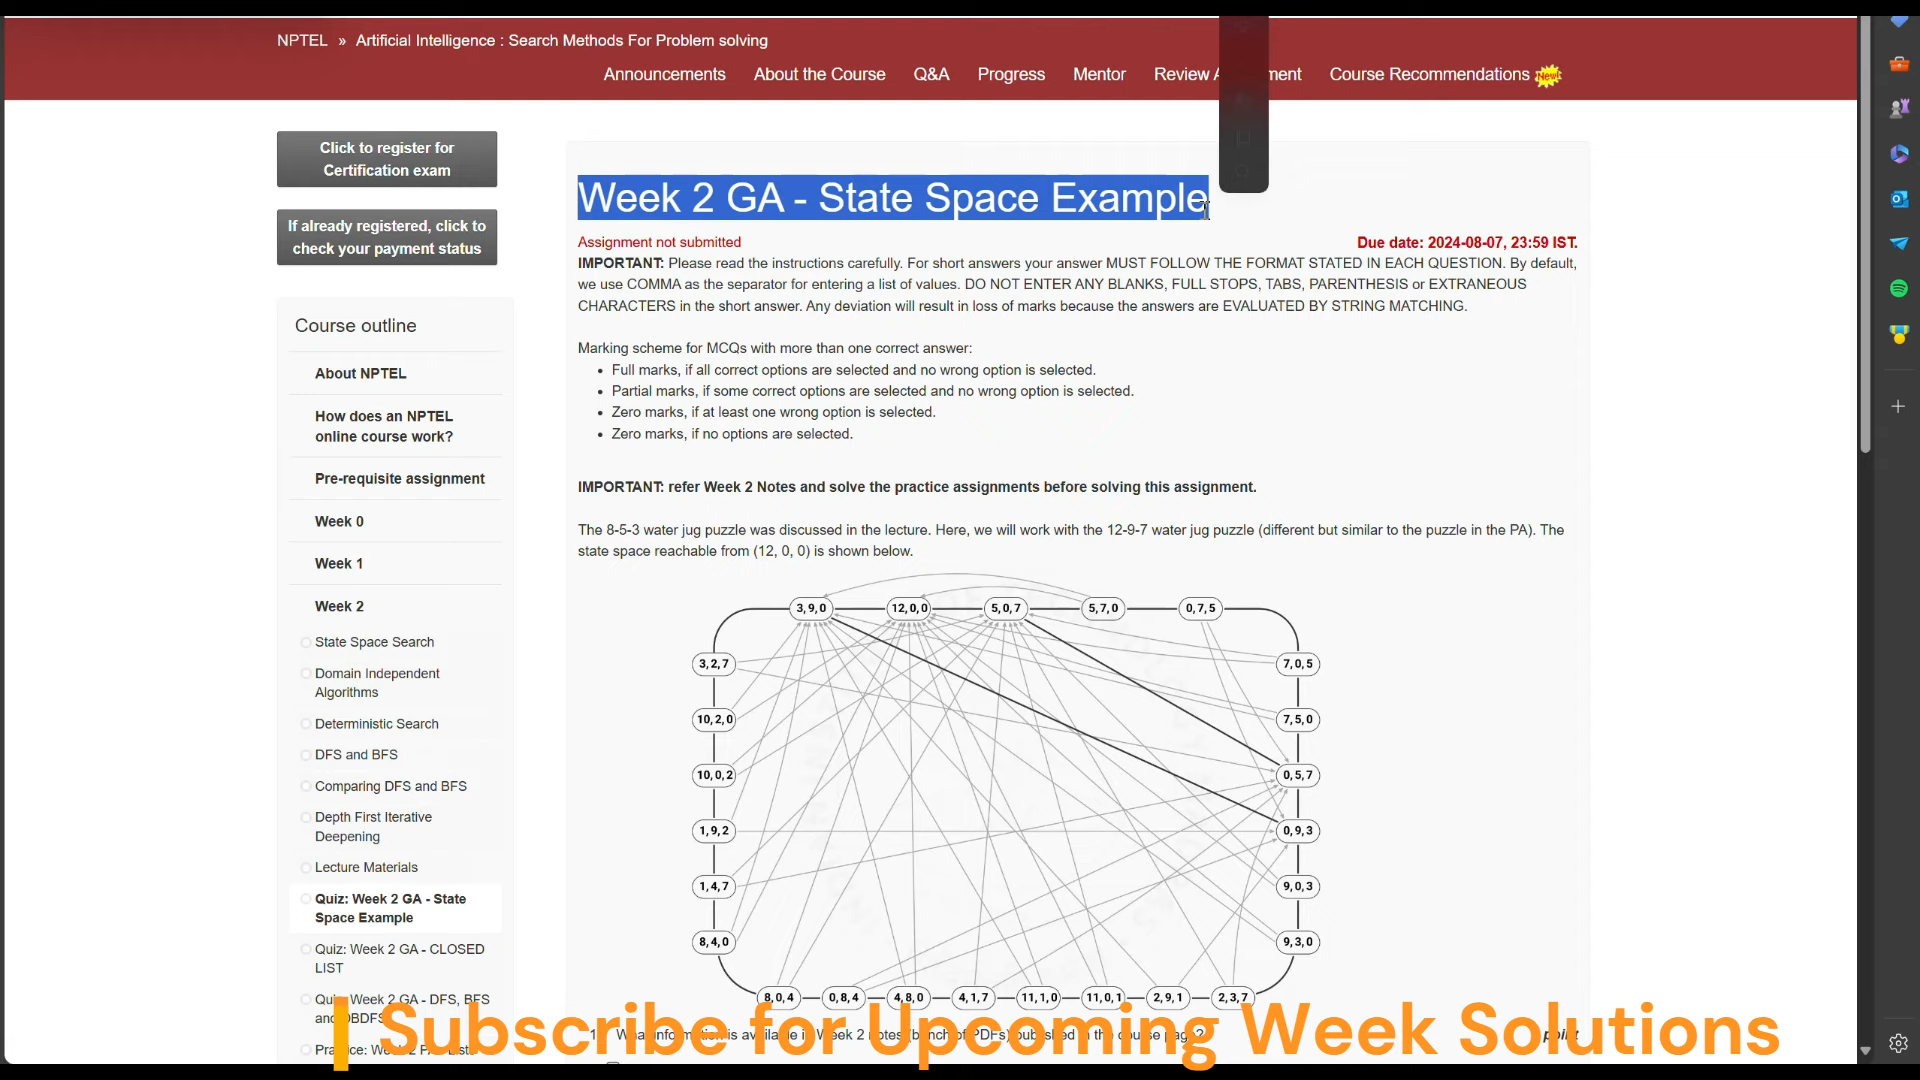 NPTEL » Artificial Intelligence : Search Methods For Problem solving
Announcements About the Course Q&A Progress Mentor Review A ment Course Recommendations New!
Click to register for
Certification exam
If already registered, click to
check your payment status
Course outline
About NPTEL
How does an NPTEL
online course work?
Pre-requisite assignment
Week 0
Week 1
Week 2
State Space Search
Domain Independent
Algorithms
Deterministic Search
DFS and BFS
Comparing DFS and BFS
Depth First Iterative
Deepening
Lecture Materials
Quiz: Week 2 GA - State
Space Example
Quiz: Week 2 GA - CLOSED
LIST
Quiz: Week 2 GA - DFS, BFS
and DBDFS
Week 2 GA - State Space Example
Assignment not submitted
Due date: 2024-08-07, 23:59 IST.
IMPORTANT: Please read the instructions carefully. For short answers your answer MUST FOLLOW THE FORMAT STATED IN EACH QUESTION. By default,
we use COMMA as the separator for entering a list of values. DO NOT ENTER ANY BLANKS, FULL STOPS, TABS, PARENTHESIS or EXTRANEOUS
CHARACTERS in the short answer. Any deviation will result in loss of marks because the answers are EVALUATED BY STRING MATCHING.
Marking scheme for MCQs with more than one correct answer:
Full marks, if all correct options are selected and no wrong option is selected.
Partial marks, if some correct options are selected and no wrong option is selected.
Zero marks, if at least one wrong option is selected.
Zero marks, if no options are selected.
IMPORTANT: refer Week 2 Notes and solve the practice assignments before solving this assignment.
The 8-5-3 water jug puzzle was discussed in the lecture. Here, we will work with the 12-9-7 water jug puzzle (different but similar to the puzzle in the PA). The
state space reachable from (12, 0, 0) is shown below.
3,9,0 12,0,0 5,0,7 5,7,0 0,7,5
3,2,7 7,0,5
10,2,0 7,5,0
10,0,2 0,5,7
1,9,2 0,9,3
1,4,7 9,0,3
8,4,0 9,3,0
8,0,4 0,8,4 4,8,0 4,1,7 11,1,0 11,0,1 2,9,1 2,3,7
Subscribe for Upcoming Week Solutions